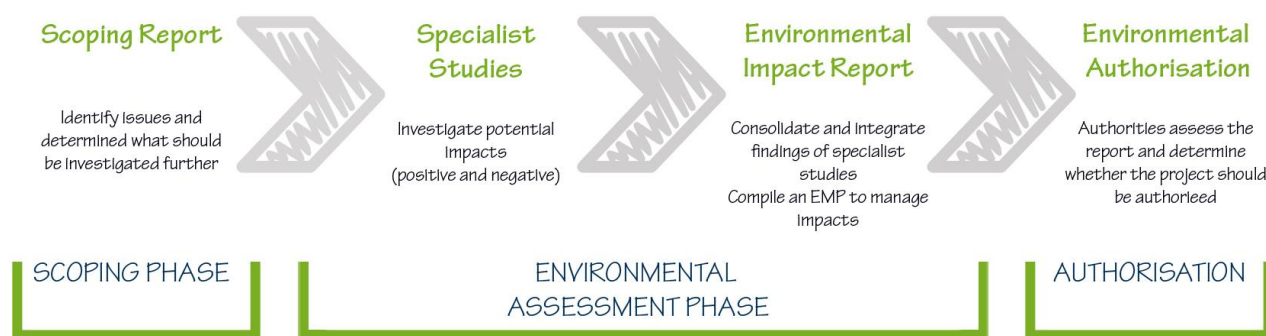 Scoping Report
Identify issues and
determined what should
be investigated further
Specialist
Studies
Investigate potential
impacts
(positive and negative)
Environmental
Impact Report
Consolidate and integrate
findings of specialist
studies
Compile an EMP to manage
impacts
Environmental
Authorisation
Authorities assess the
report and determine
whether the project should
be authorieed
SCOPING PHASE
ENVIRONMENTAL
ASSESSMENT PHASE
AUTHORISATION